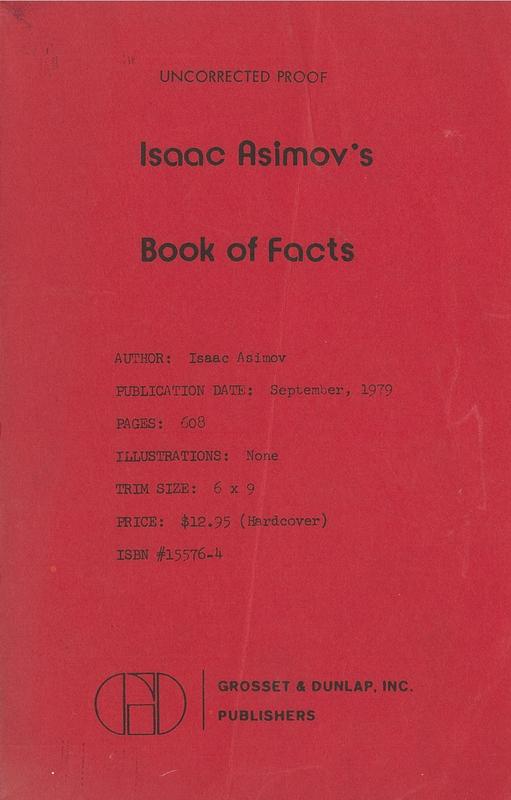 UNCORRECTED PROOF
Isaac Asimov's
Book of Facts
AUTHOR: Isaac Asimov
PUBLICATION DATE: September, 1979
PAGES: 608
ILLUSTRATIONS: None
TRIM SIZE: 6 x 9
PRICE: $12.95 (Hardcover)
ISBN #15576-4
GD
GROSSET & DUNLAP, INC.
PUBLISHERS